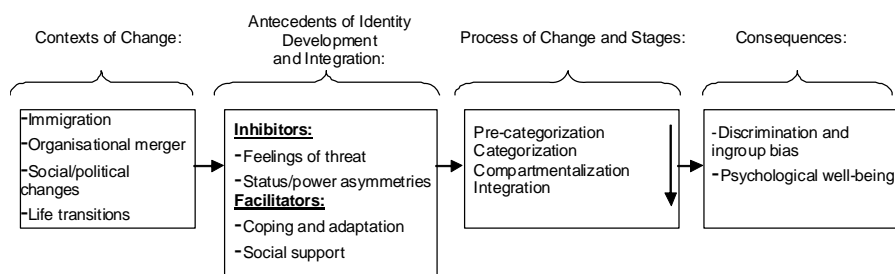 Contexts of Change:
Antecedents of Identity
Development
and Integration:
Process of Change and Stages:
Consequences:
-Immigration
-Organisational merger
-Social/political
changes
-Life transitions
Inhibitors:
-Feelings of threat
-Status/power asymmetries
Facilitators:
-Coping and adaptation
-Social support
Pre-categorization
Categorization
Compartmentalization
Integration
-Discrimination and
ingroup bias
-Psychological well-being